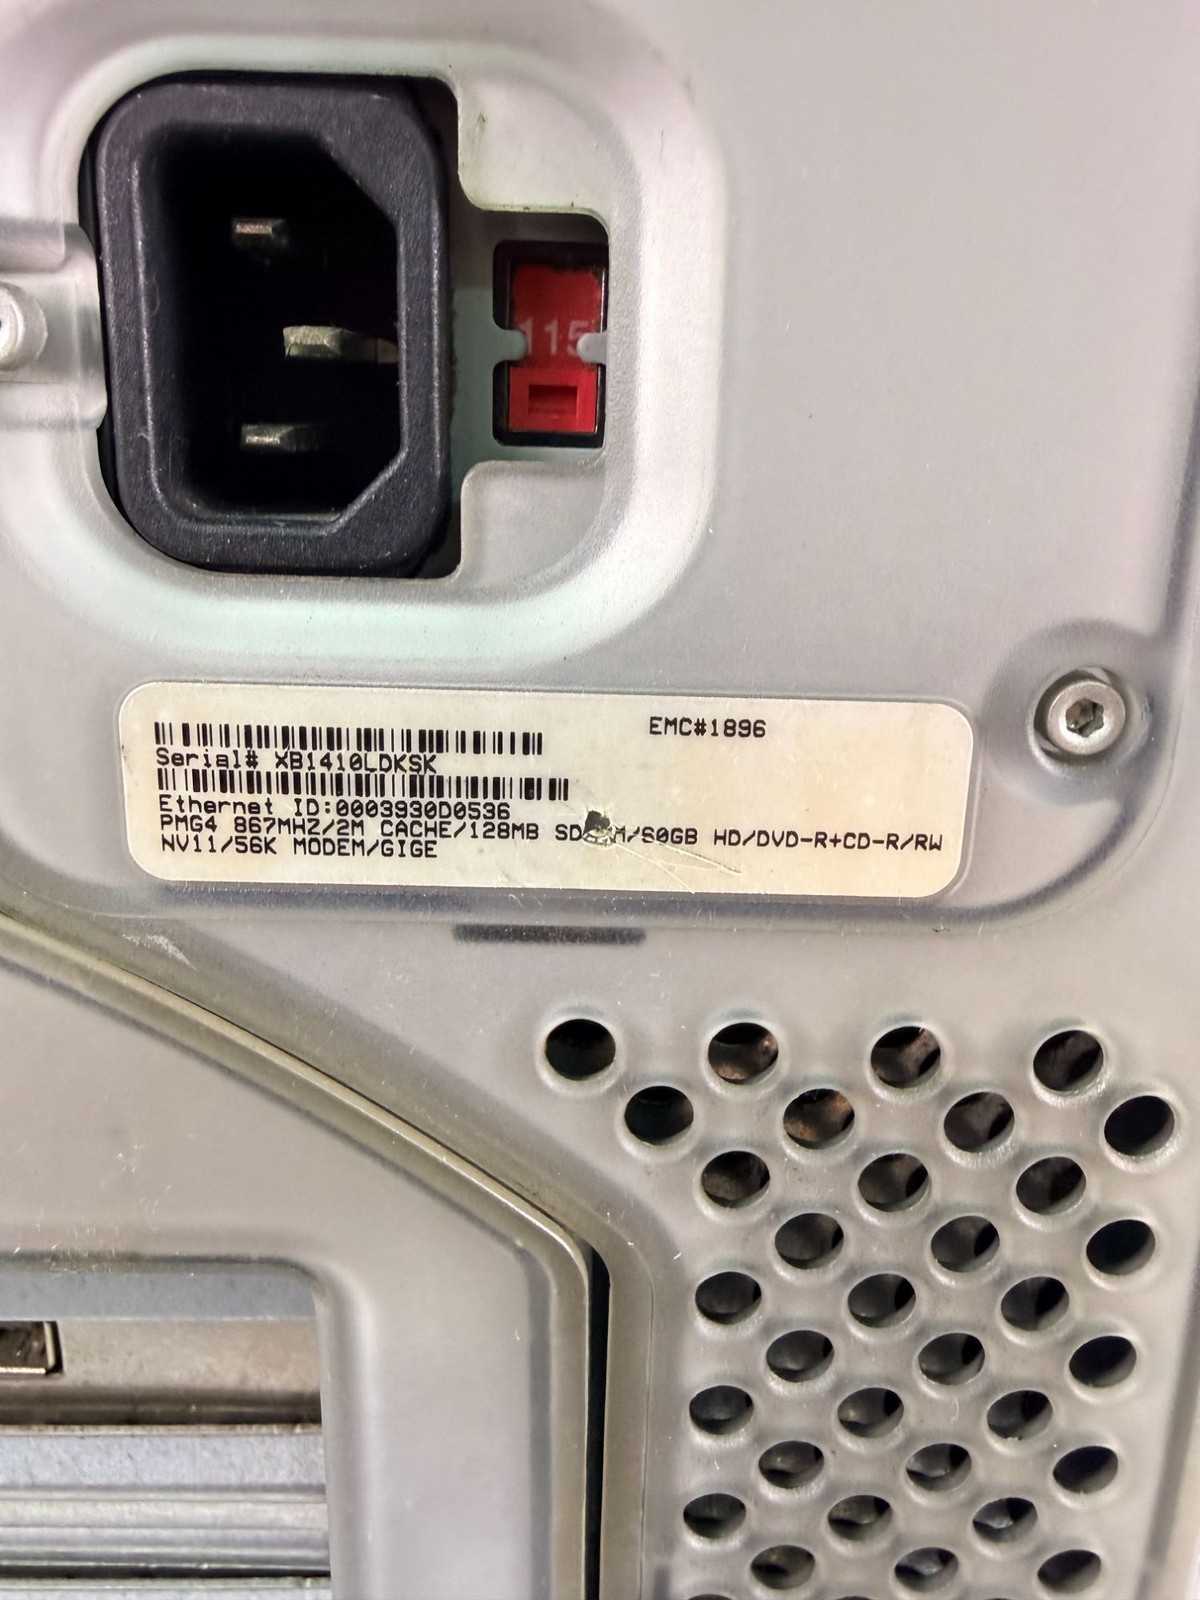 115
EMC#1896
Serial# XB1410LDKSK
Ethernet ID:0003930D0536
PMG4 867MHZ/2M CACHE/128MB HD/DVD-R+CD-R/RW
NV11/56K MODEM/GIGE